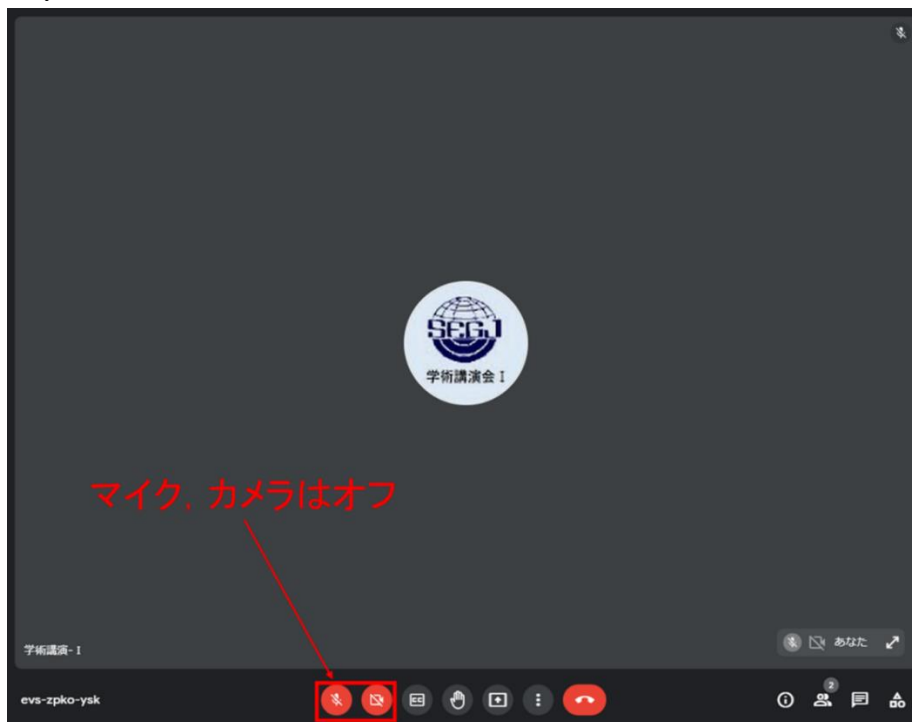 SEGJ
学術講演会 I
マイク, カメラはオフ
学術講演- I
あなた
evs-zpko-ysk
CC
2